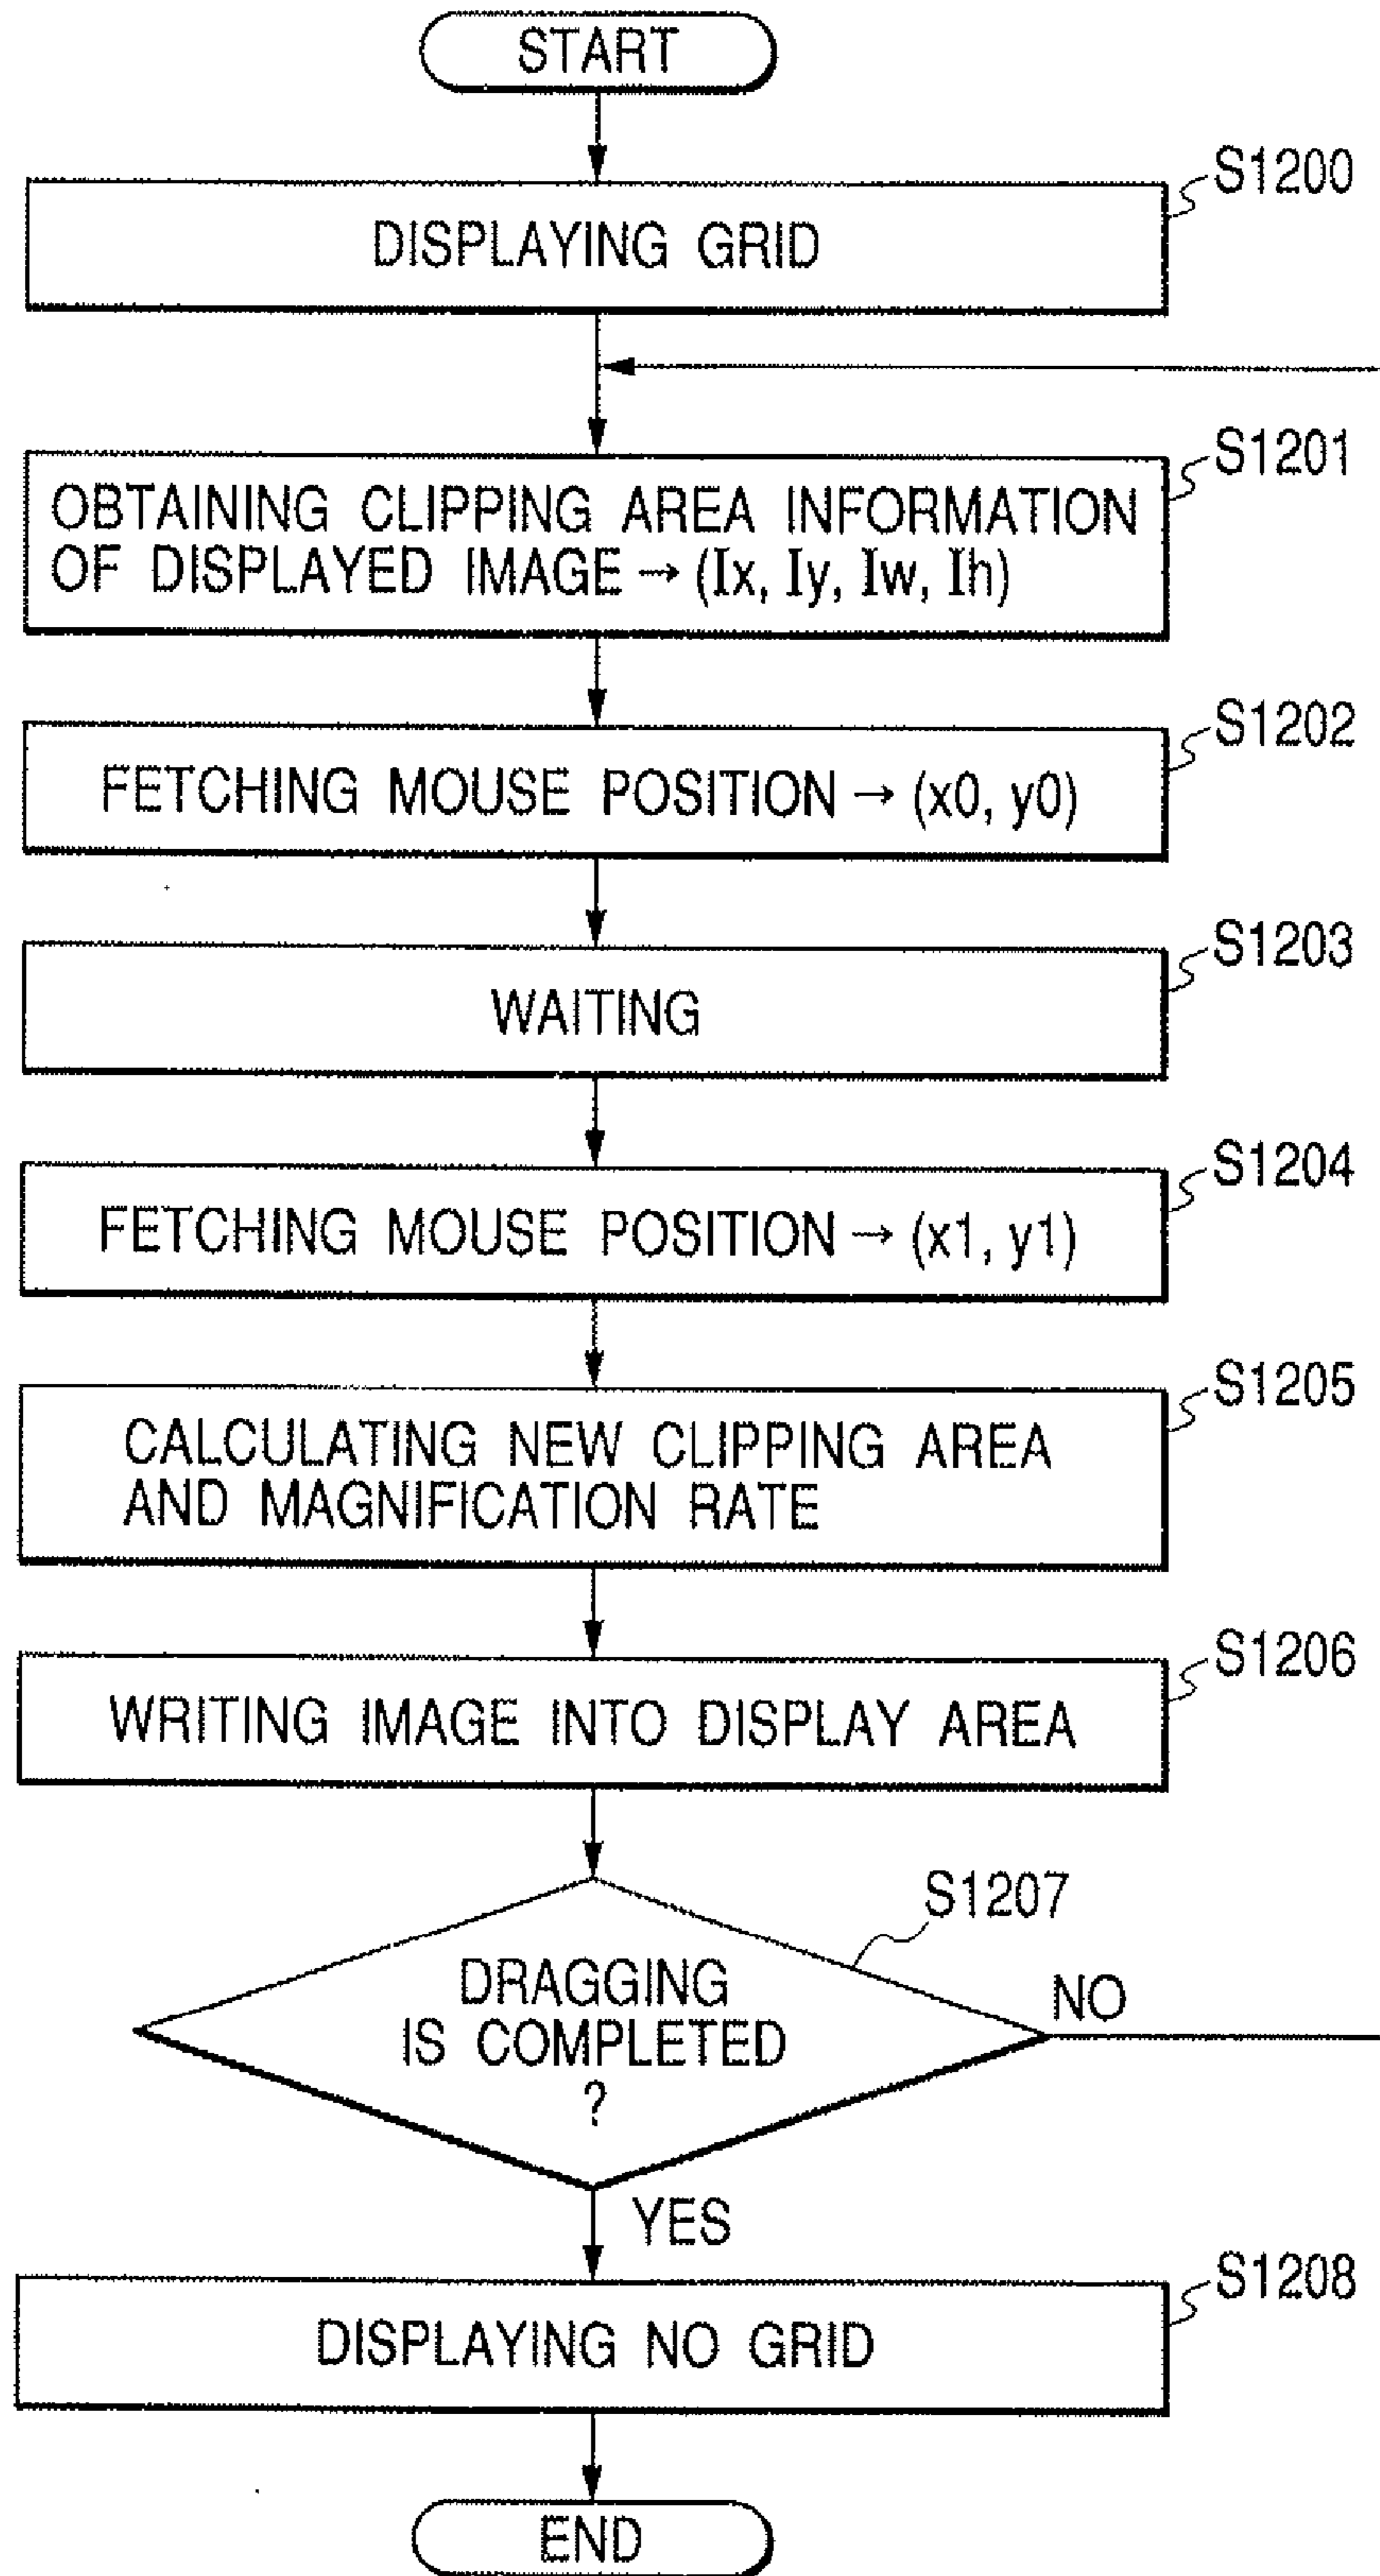 START
S1200
DISPLAYING GRID
S1201
OBTAINING CLIPPING AREA INFORMATION
OF DISPLAYED IMAGE → (Ix, Iy, Iw, Ih)
S1202
FETCHING MOUSE POSITION → (x0, y0)
S1203
WAITING
S1204
FETCHING MOUSE POSITION → (x1, y1)
S1205
CALCULATING NEW CLIPPING AREA
AND MAGNIFICATION RATE
S1206
WRITING IMAGE INTO DISPLAY AREA
S1207
DRAGGING
IS COMPLETED
?
NO
YES
S1208
DISPLAYING NO GRID
END